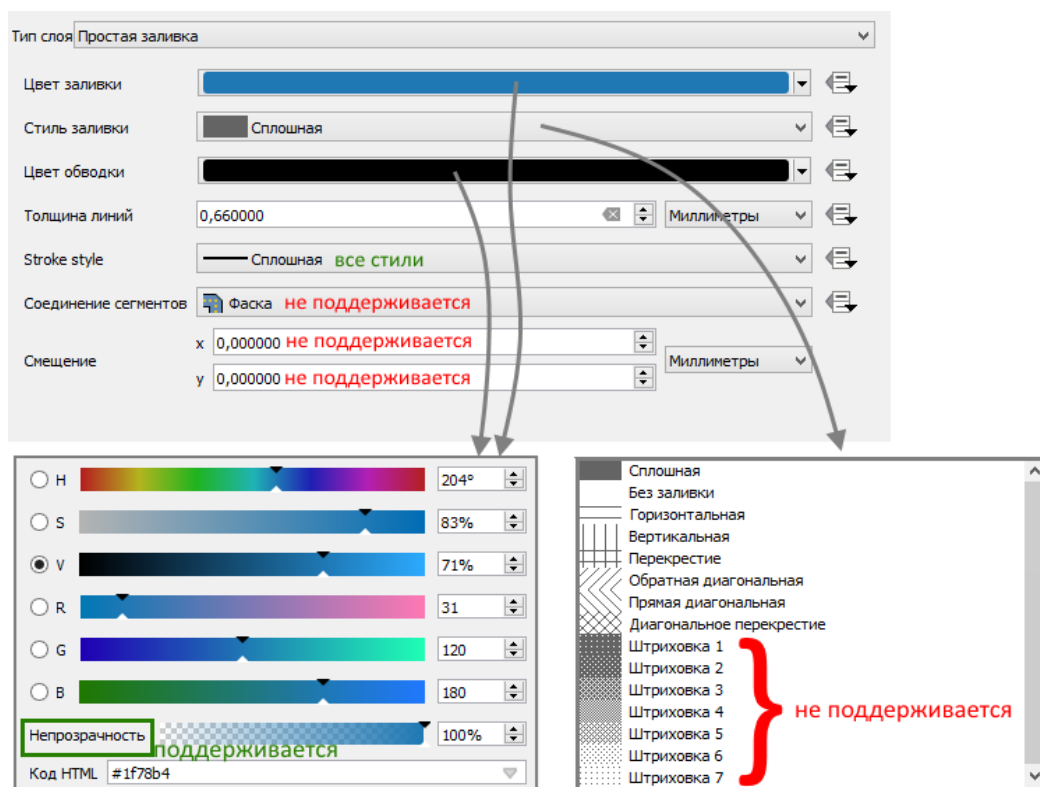 Тип слоя Простая заливка
Цвет заливки
Стиль заливки Сплошная
Цвет обводки
Толщина линий 0,660000 Миллиметры
Stroke style Сплошная все стили
Соединение сегментов Фаска не поддерживается
Смещение
x 0,000000 не поддерживается
Миллиметры
y 0,000000 не поддерживается
H 204°
S 83%
V 71%
R 31
G 120
B 180
Непрозрачность 100%
поддерживается
Код HTML #1f78b4
Сплошная
Без заливки
Горизонтальная
Вертикальная
Перекрестие
Обратная диагональная
Прямая диагональная
Диагональное перекрестие
Штриховка 1
Штриховка 2
Штриховка 3
Штриховка 4
Штриховка 5
Штриховка 6
Штриховка 7
не поддерживается